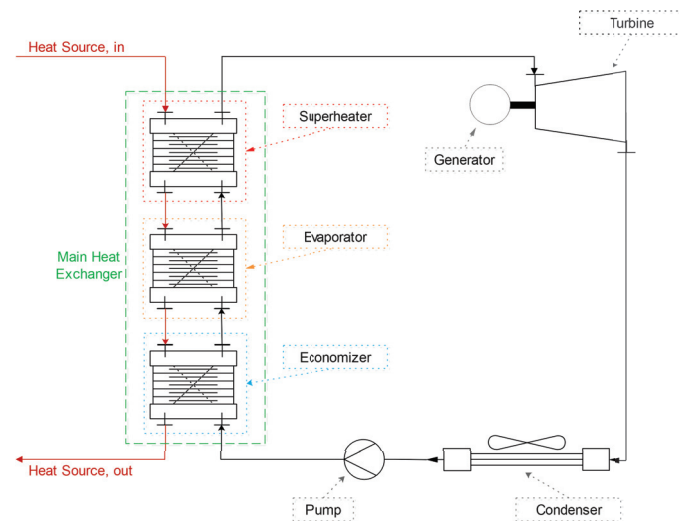 Turbine
Heat Source, in
Superheater
Generator
Evaporator
Main Heat
Exchanger
Economizer
Heat Source, out
Pump
Condenser